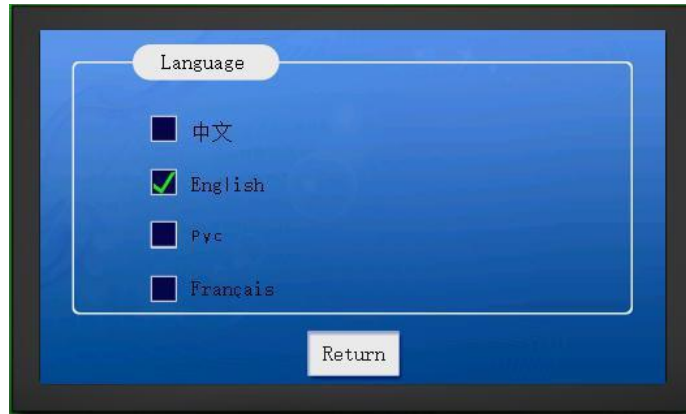 Language
中文
English
Рус
Français
Return